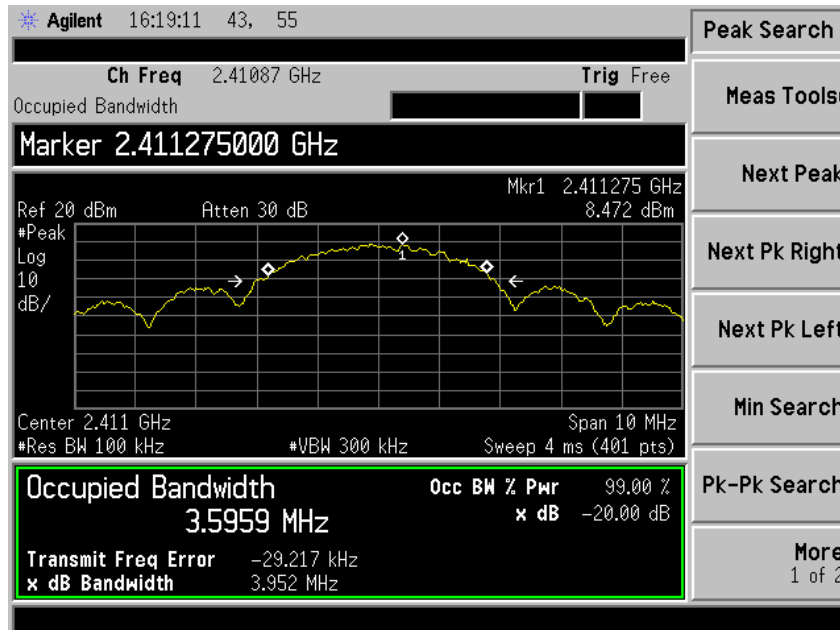 Agilent 16:19:11 43, 55
Peak Search
Ch Freq 2.41087 GHz Trig Free
Occupied Bandwidth
Meas Tools
Marker 2.411275000 GHz
Next Peak
Mkr1 2.411275 GHz
Ref 20 dBm Atten 30 dB 8.472 dBm
#Peak
Log
10
dB/
1
Next Pk Right
Next Pk Left
Min Search
Center 2.411 GHz Span 10 MHz
#Res BW 100 kHz #VBW 300 kHz Sweep 4 ms (401 pts)
Occupied Bandwidth Occ BW % Pwr 99.00 %
3.5959 MHz x dB -20.00 dB
Pk-Pk Search
Transmit Freq Error -29.217 kHz
x dB Bandwidth 3.952 MHz
More
1 of 2